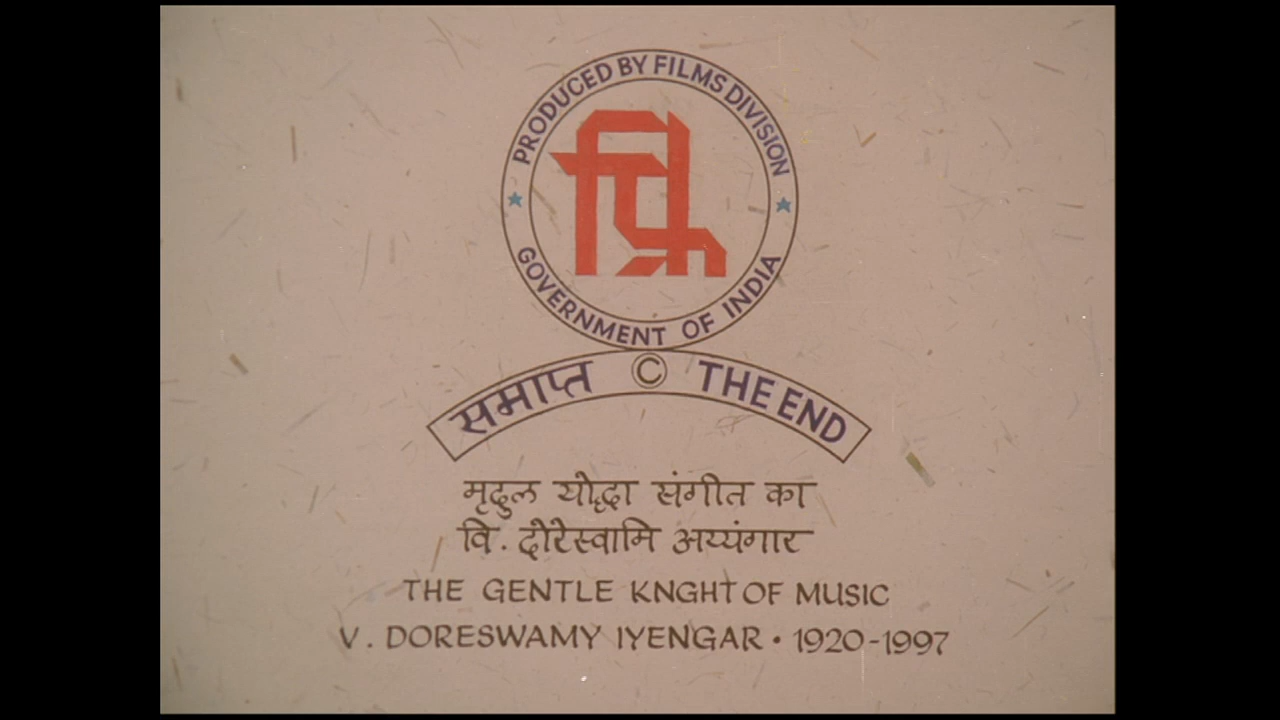 PRODUCED BY FILMS DIVISION
फि
GOVERNMENT OF INDIA
समाप्त © THE END
मृदुल योद्धा संगीत का
वि. दोरेस्वामि अय्यंगार
THE GENTLE KNGHT OF MUSIC
V. DORESWAMY IYENGAR • 1920-1997